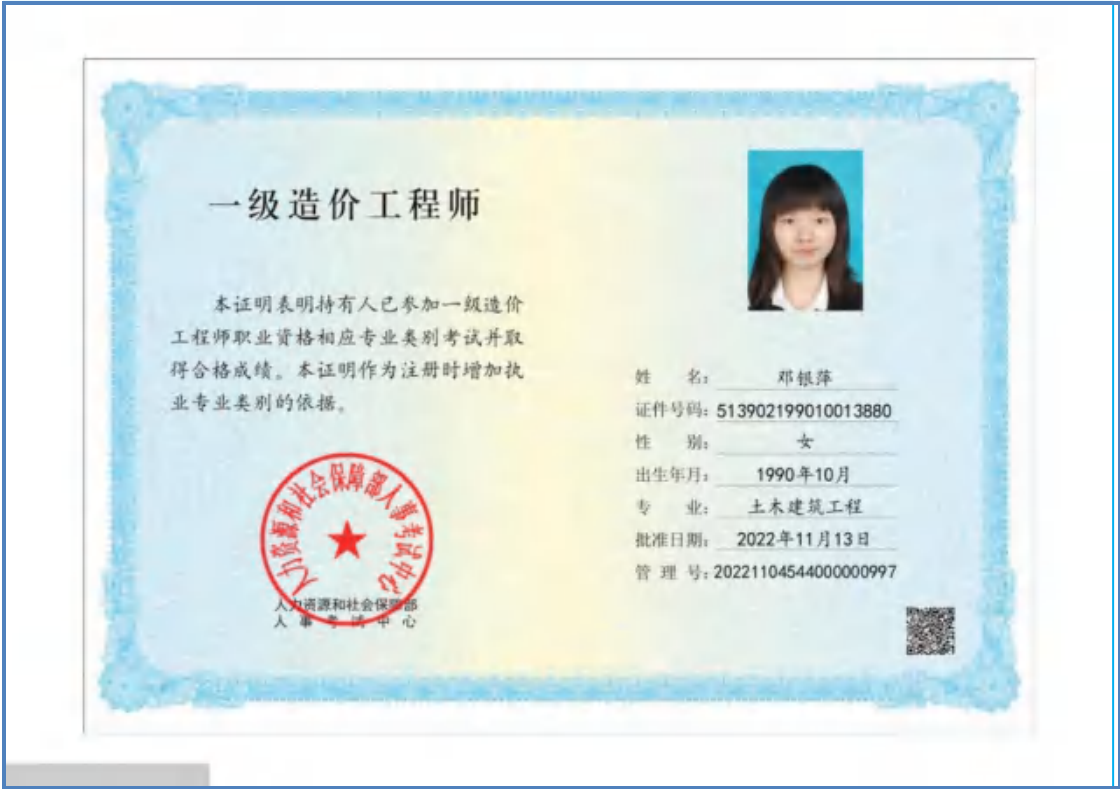 一级造价工程师
本证明表明持有人已参加一级造价
工程师职业资格相应专业类别考试并取
得合格成绩。本证明作为注册时增加执
业专业类别的依据。
人力资源和社会保障部人事考试中心
人力资源和社会保障部
人事考试中心
姓名：邓银萍
证件号码：513902199010013880
性别：女
出生年月：1990年10月
专业：土木建筑工程
批准日期：2022年11月13日
管理号：20221104544000000997